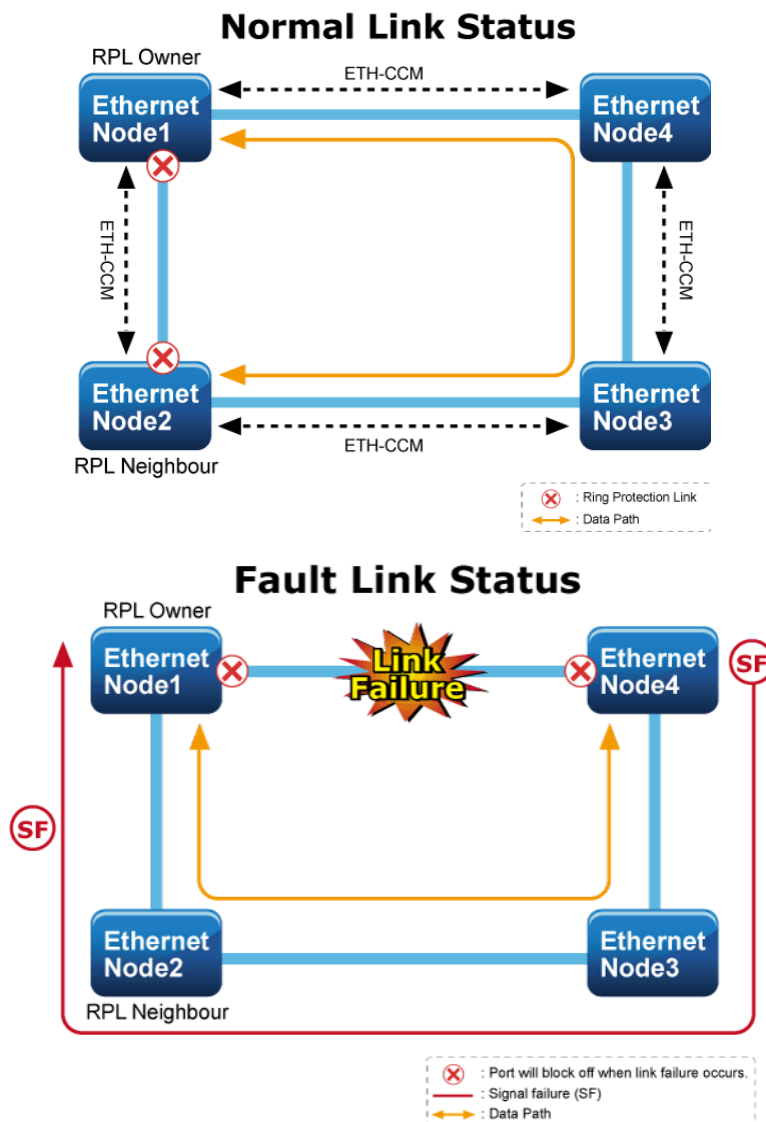 Normal Link Status
RPL Owner
ETH-CCM
Ethernet
Node1
Ethernet
Node4
ETH-CCM
ETH-CCM
Ethernet
Node2
Ethernet
Node3
ETH-CCM
RPL Neighbour
: Ring Protection Link
: Data Path
Fault Link Status
RPL Owner
Ethernet
Node1
Link
Failure
Ethernet
Node4
SF
SF
Ethernet
Node2
Ethernet
Node3
RPL Neighbour
: Port will block off when link failure occurs.
: Signal failure (SF)
: Data Path